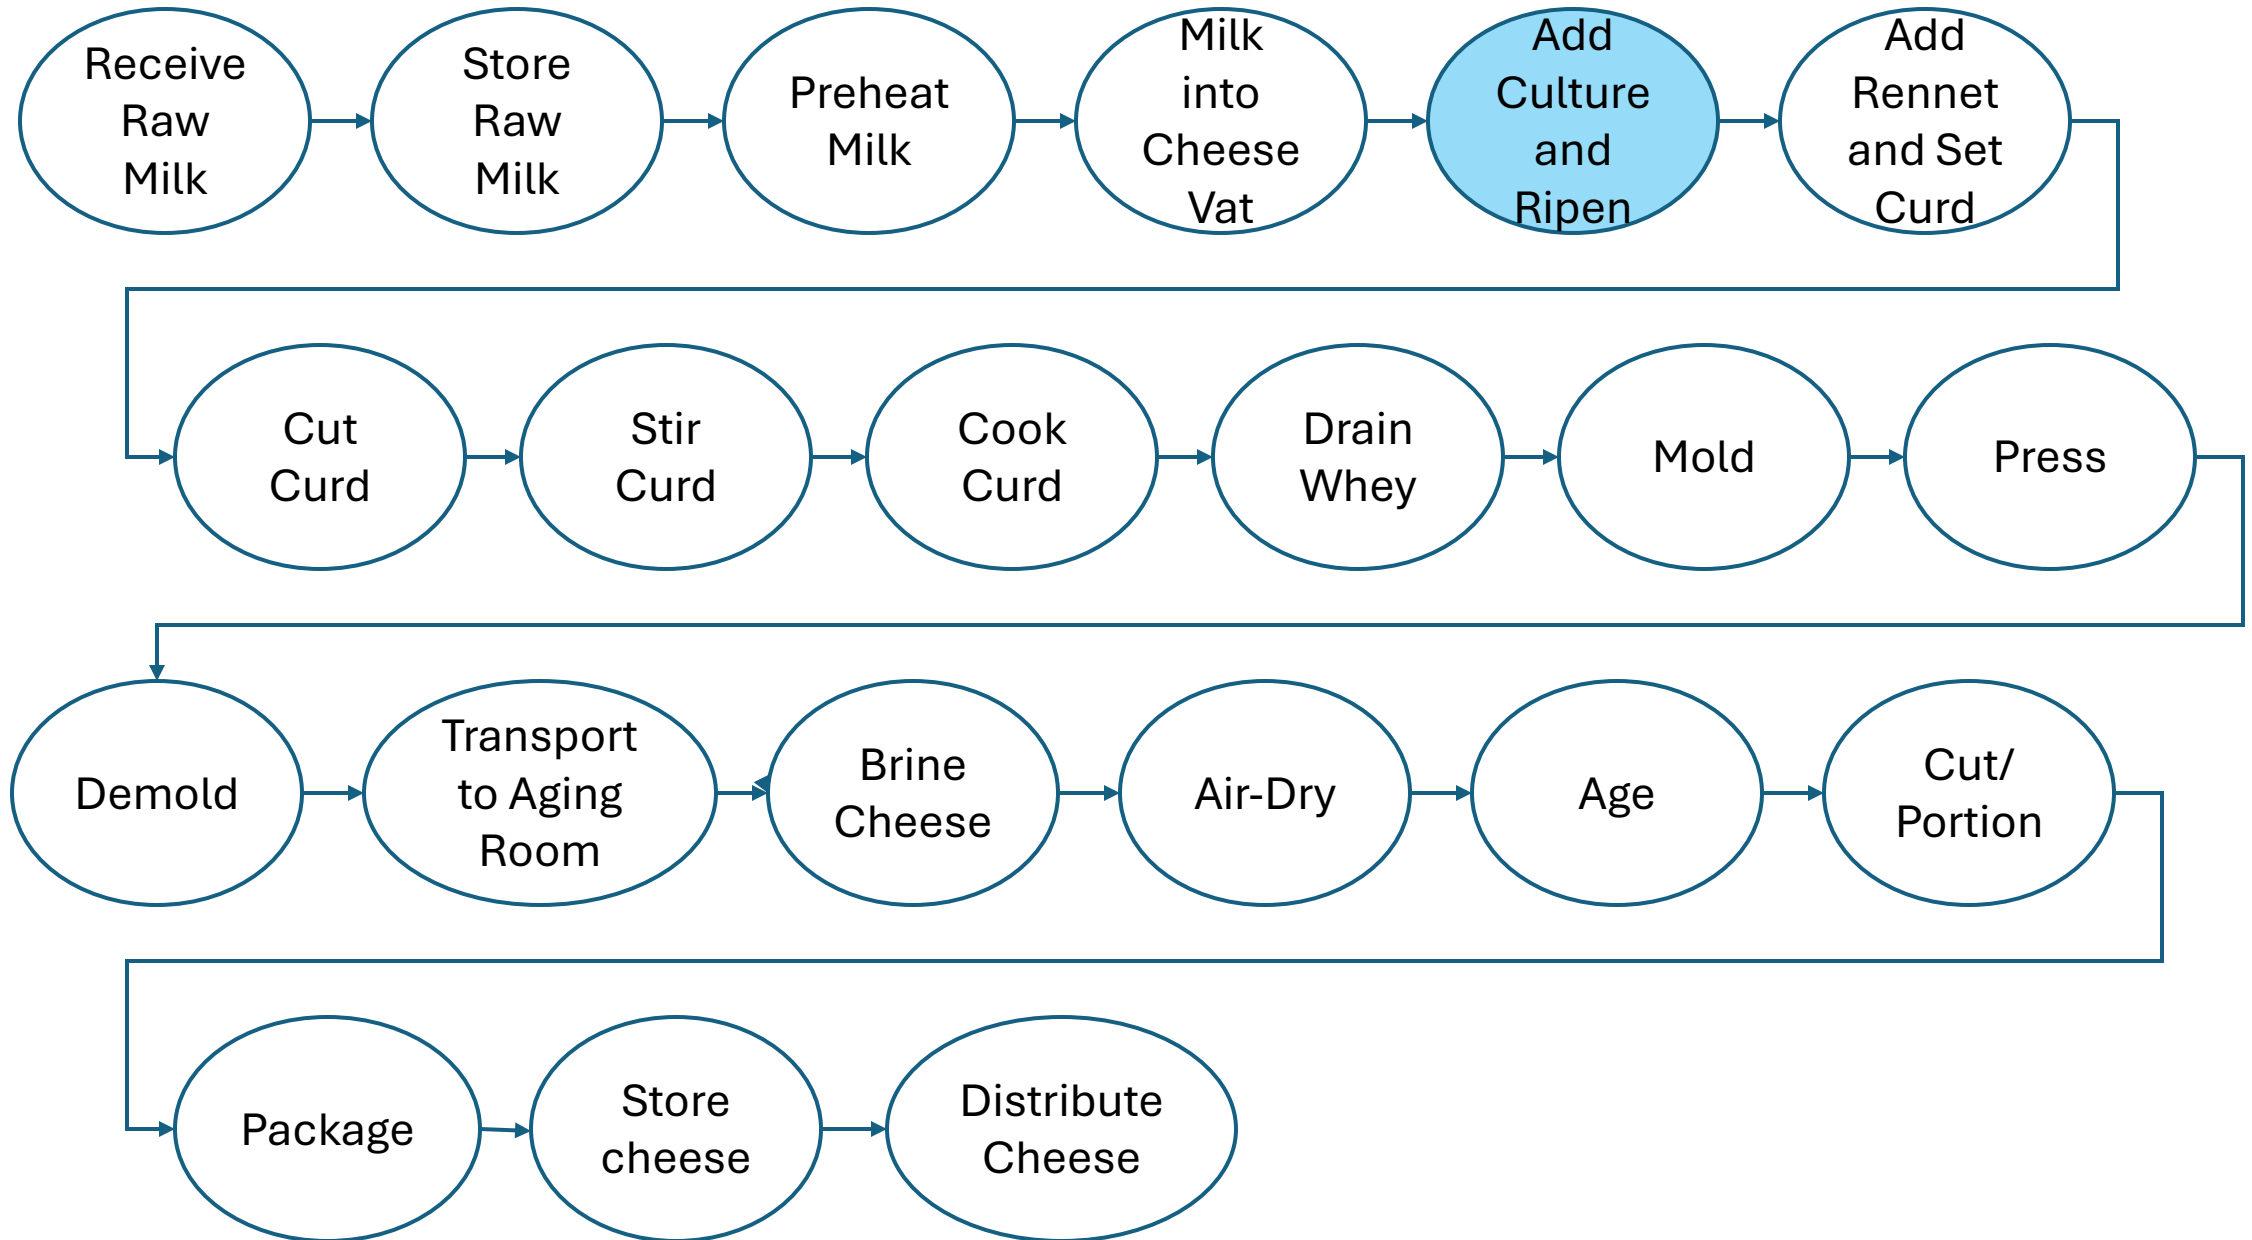 Receive
Raw
Milk
Store
Raw
Milk
Preheat
Milk
Milk
into
Cheese
Vat
Add
Culture
and
Ripen
Add
Rennet
and Set
Curd
Cut
Curd
Stir
Curd
Cook
Curd
Drain
Whey
Mold
Press
Demold
Transport
to Aging
Room
Brine
Cheese
Air-Dry
Age
Cut/
Portion
Package
Store
cheese
Distribute
Cheese